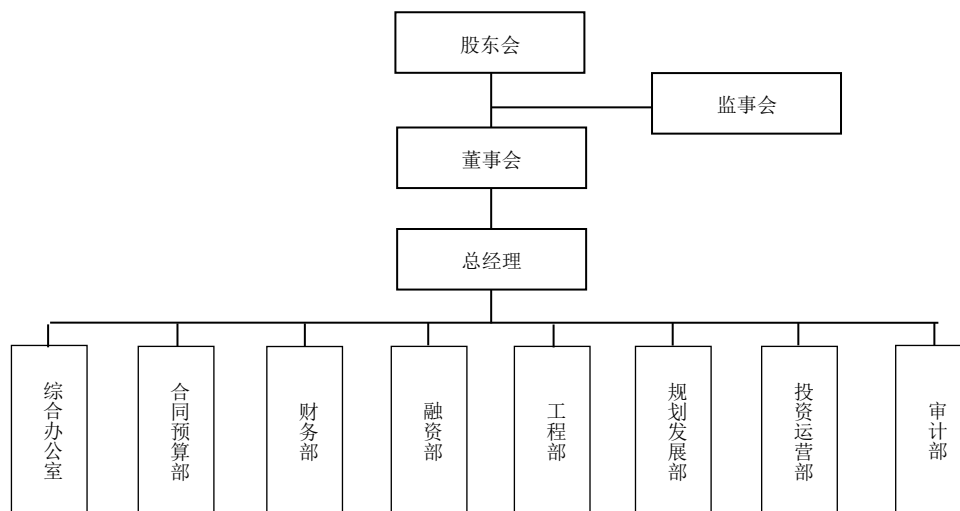 股东会
监事会
董事会
总经理
综合办公室
合同预算部
财务部
融资部
工程部
规划发展部
投资运营部
审计部